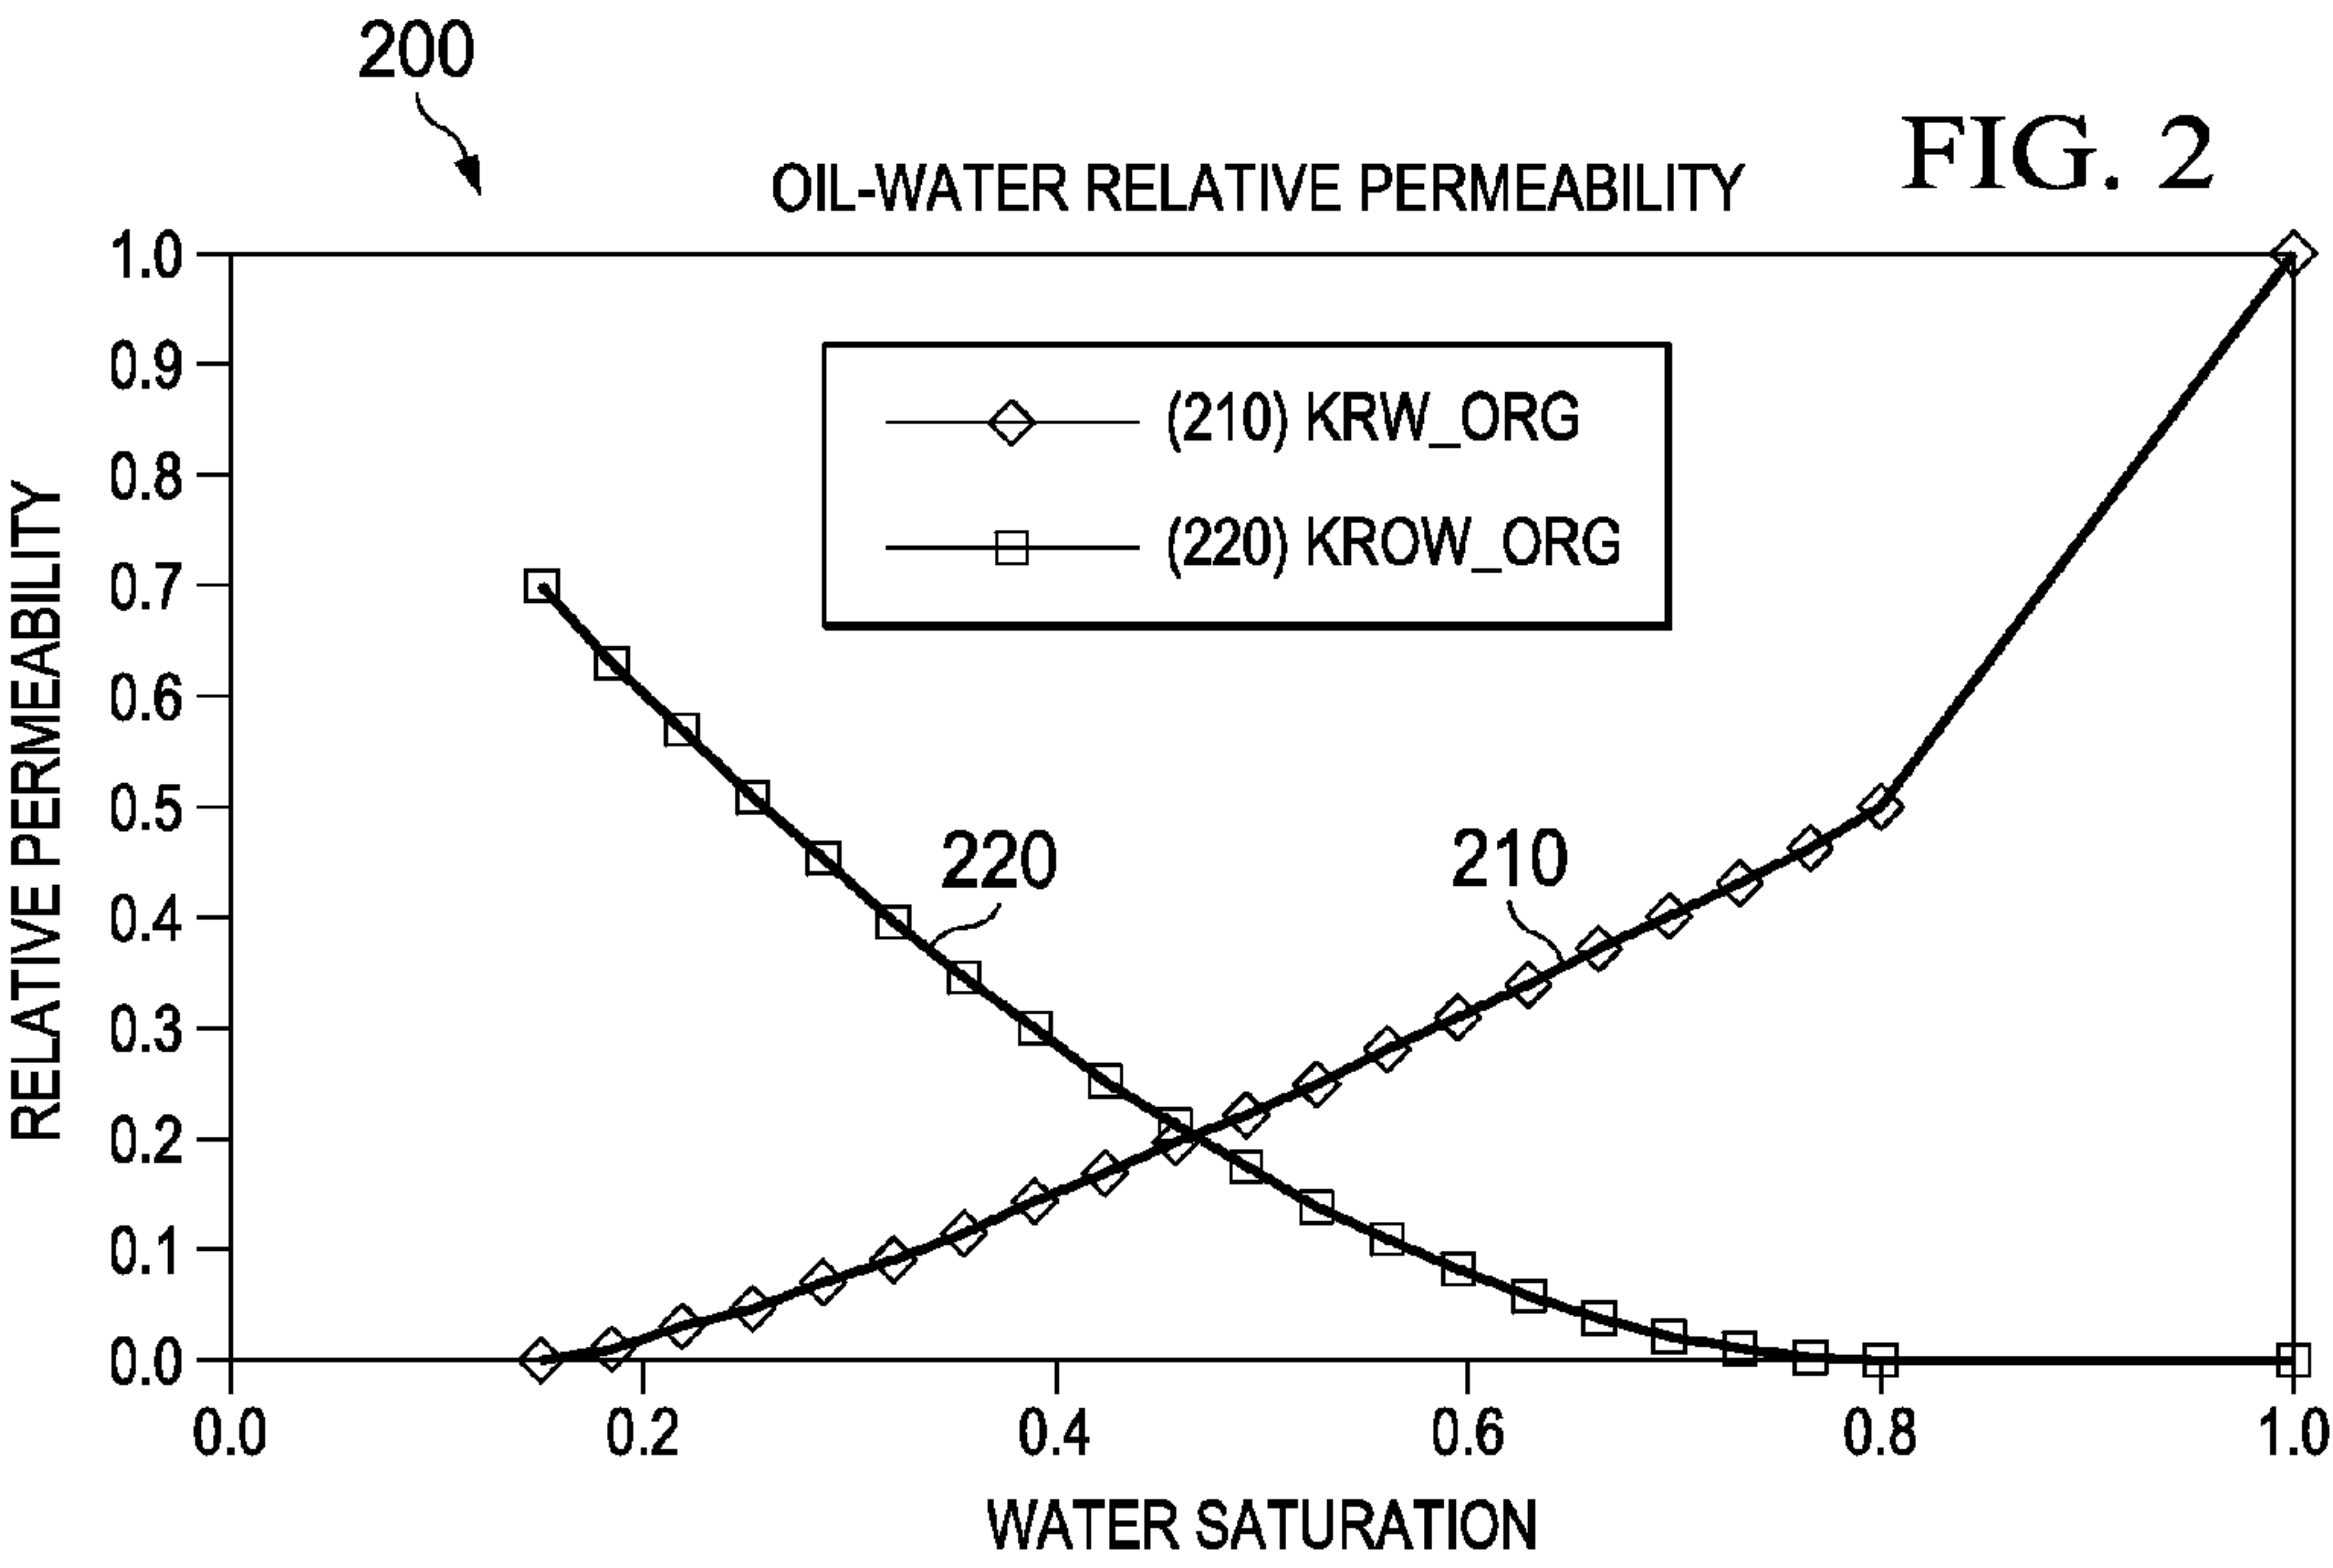 200
FIG. 2
OIL-WATER RELATIVE PERMEABILITY
1.0
0.9
0.8
0.7
0.6
0.5
0.4
0.3
0.2
0.1
0.0
RELATIVE PERMEABILITY
(210) KRW_ORG
(220) KROW_ORG
220
210
0.0 0.2 0.4 0.6 0.8 1.0
WATER SATURATION